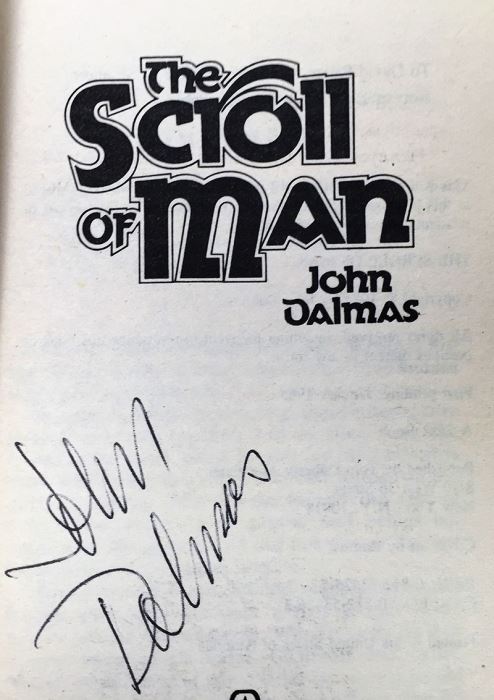 The
Scroll
of Man
John
Dalmas
John
Dalmas